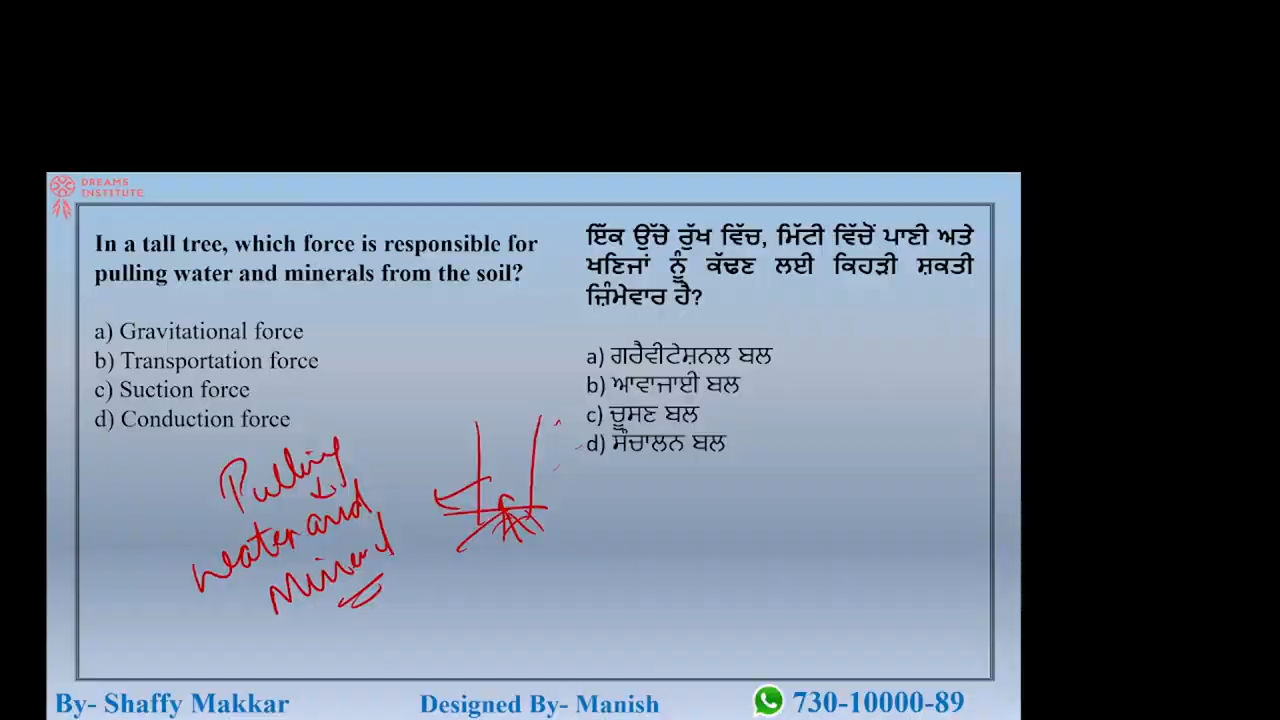 DREAMS
INSTITUTE
In a tall tree, which force is responsible for
pulling water and minerals from the soil?
a) Gravitational force
b) Transportation force
c) Suction force
d) Conduction force
ਇੱਕ ਉੱਚੇ ਰੁੱਖ ਵਿੱਚ, ਮਿੱਟੀ ਵਿੱਚੋਂ ਪਾਣੀ ਅਤੇ
ਖਣਿਜਾਂ ਨੂੰ ਕੱਢਣ ਲਈ ਕਿਹੜੀ ਸ਼ਕਤੀ
ਜ਼ਿੰਮੇਵਾਰ ਹੈ?
a) ਗਰੈਵੀਟੇਸ਼ਨਲ ਬਲ
b) ਆਵਾਜਾਈ ਬਲ
c) ਚੂਸਣ ਬਲ
d) ਸੰਚਾਲਨ ਬਲ
Pulling
water and
Mineral
By- Shaffy Makkar
Designed By- Manish
730-10000-89